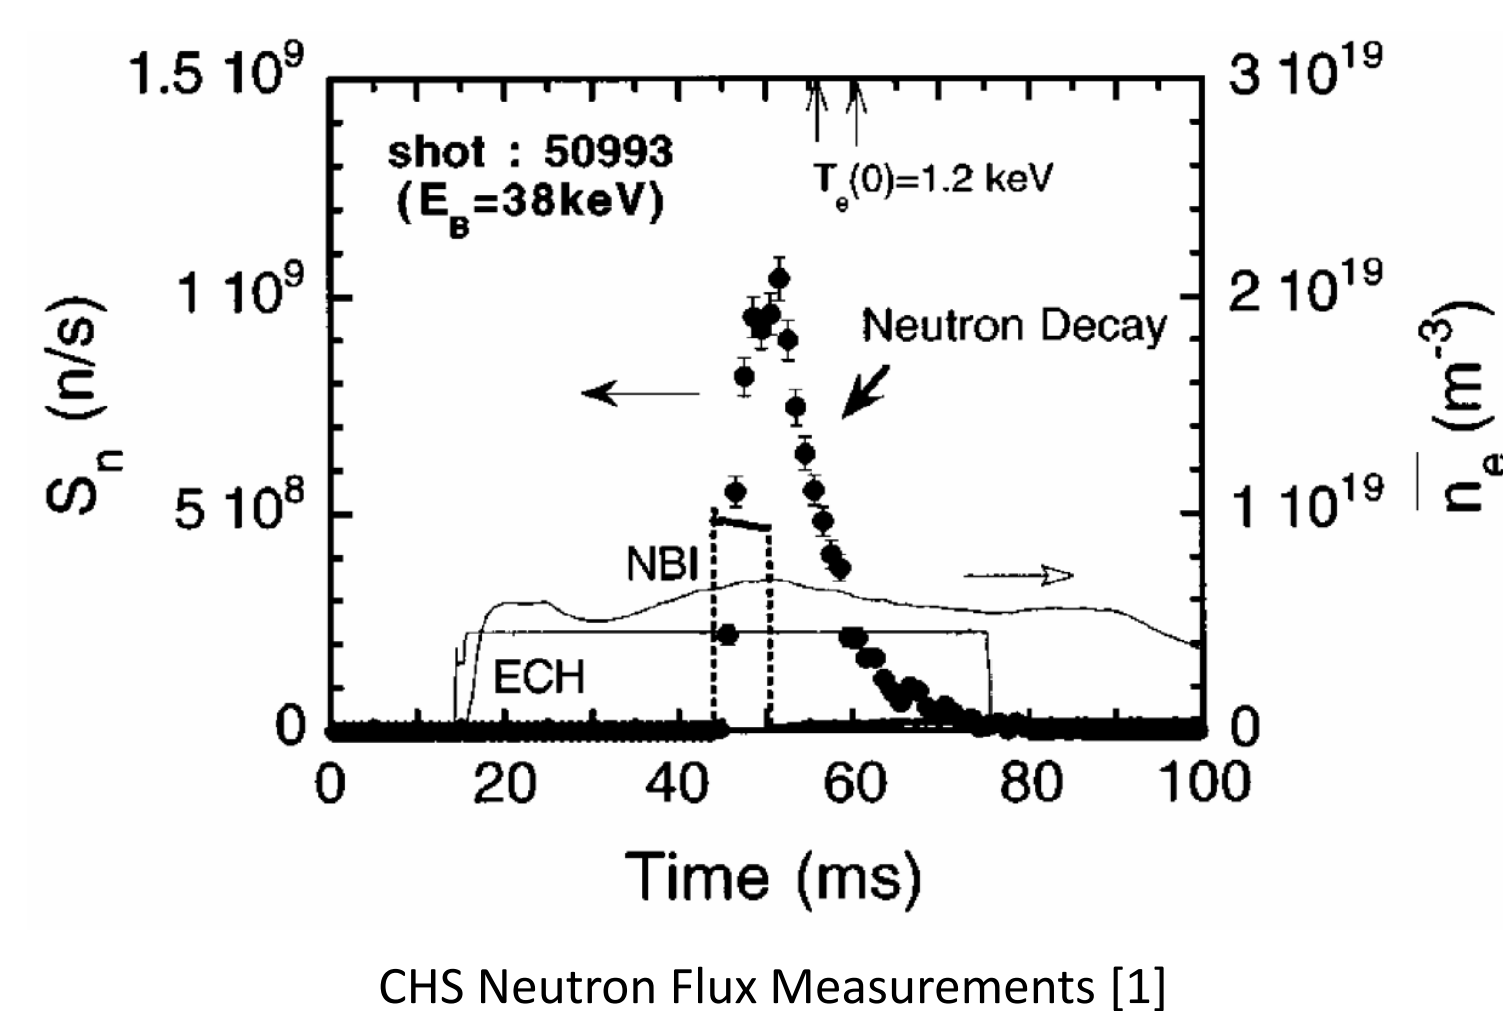 1.5 10⁹
3 10¹⁹
shot : 50993
(E_B=38keV)
T_e(0)=1.2 keV
1 10⁹
2 10¹⁹
Neutron Decay
S_n (n/s)
n̅_e (m⁻³)
5 10⁸
1 10¹⁹
NBI
ECH
0
0
0 20 40 60 80 100
Time (ms)
CHS Neutron Flux Measurements [1]